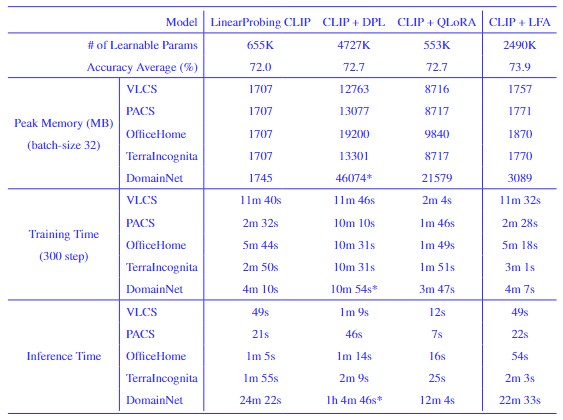 Model LinearProbing CLIP CLIP + DPL CLIP + QLoRA CLIP + LFA
# of Learnable Params 655K 4727K 553K 2490K
Accuracy Average (%) 72.0 72.7 72.7 73.9
Peak Memory (MB)
(batch-size 32)
VLCS 1707 12763 8716 1757
PACS 1707 13077 8717 1771
OfficeHome 1707 19200 9840 1870
TerraIncognita 1707 13301 8717 1770
DomainNet 1745 46074* 21579 3089
Training Time
(300 step)
VLCS 11m 40s 11m 46s 2m 4s 11m 32s
PACS 2m 32s 10m 10s 1m 46s 2m 28s
OfficeHome 5m 44s 10m 31s 1m 49s 5m 18s
TerraIncognita 2m 50s 10m 31s 1m 51s 3m 1s
DomainNet 4m 10s 10m 54s* 3m 47s 4m 7s
Inference Time
VLCS 49s 1m 9s 12s 49s
PACS 21s 46s 7s 22s
OfficeHome 1m 5s 1m 14s 16s 54s
TerraIncognita 1m 55s 2m 9s 25s 2m 3s
DomainNet 24m 22s 1h 4m 46s* 12m 4s 22m 33s